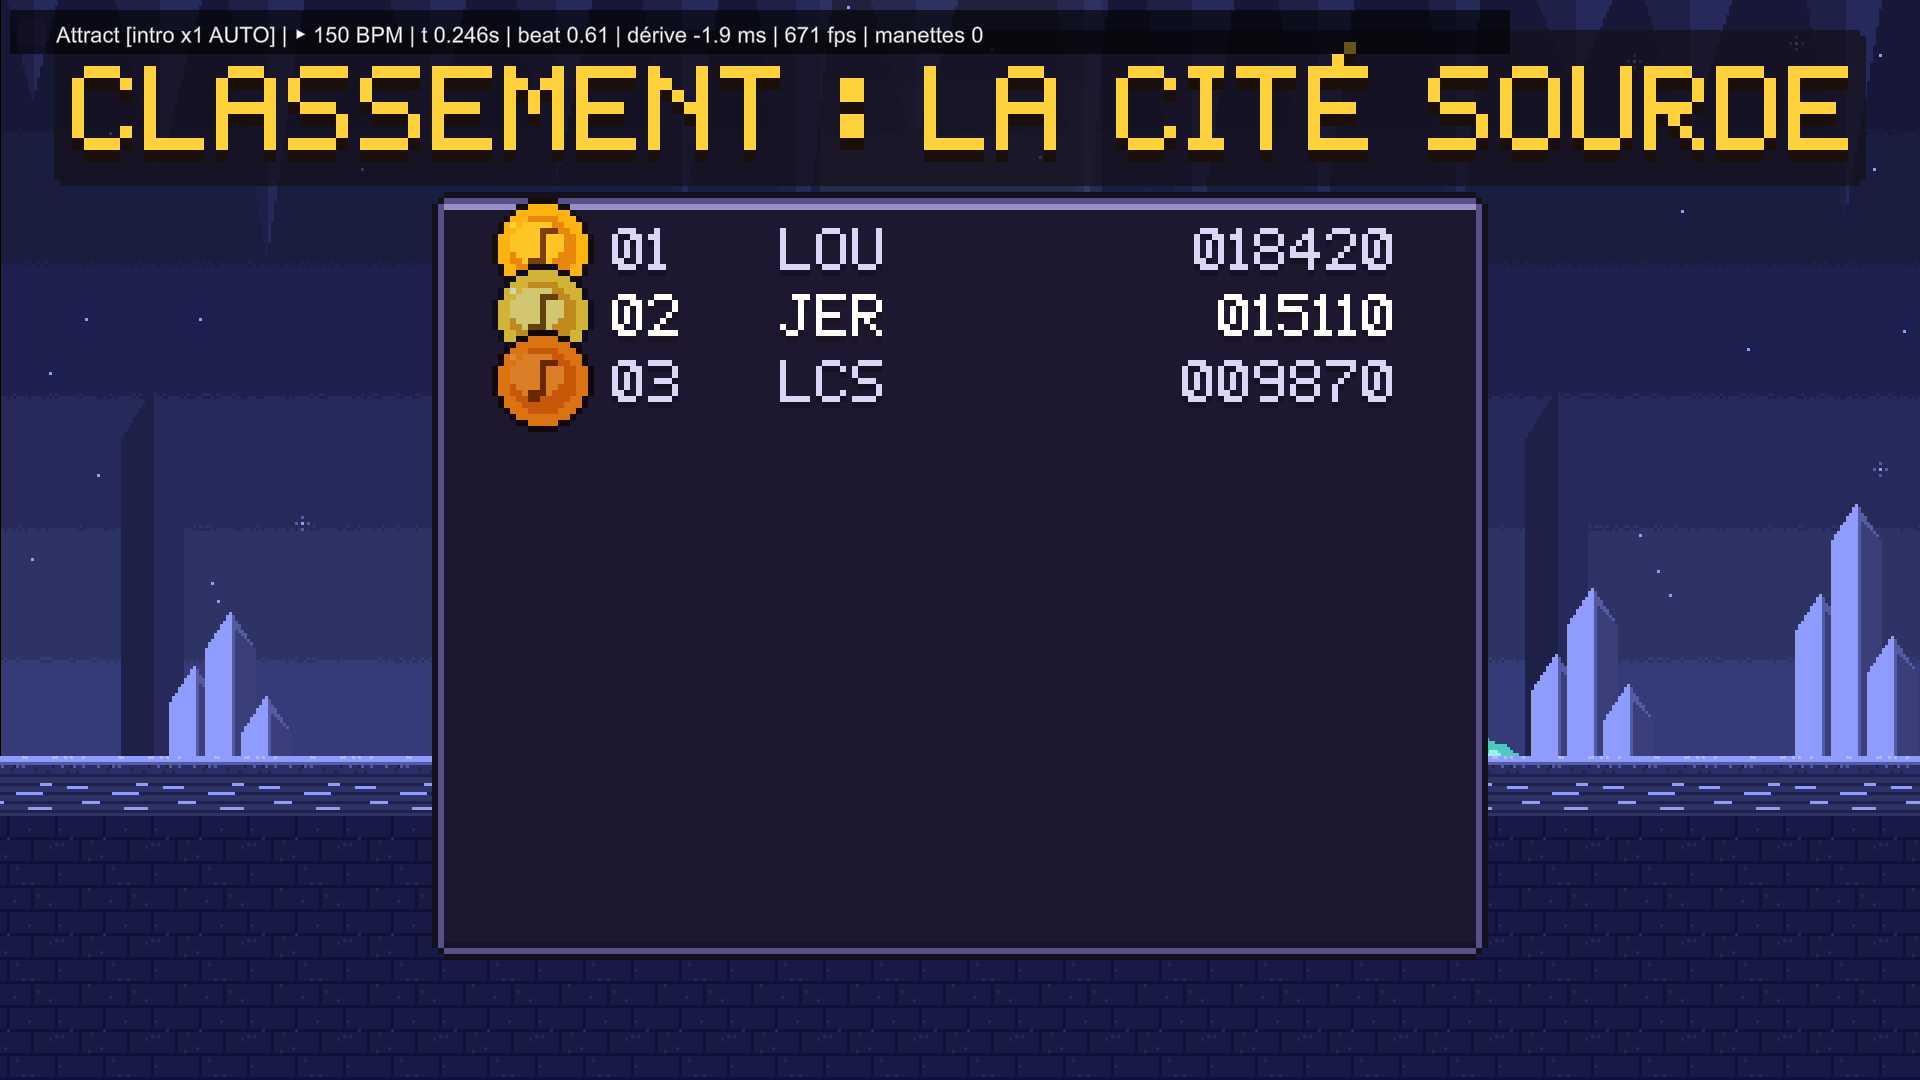 Attract [intro x1 AUTO] | ▸ 150 BPM | t 0.246s | beat 0.61 | dérive -1.9 ms | 671 fps | manettes 0
CLASSEMENT : LA CITÉ SOURDE
01 LOU 018420
02 JER 015110
03 LCS 009870